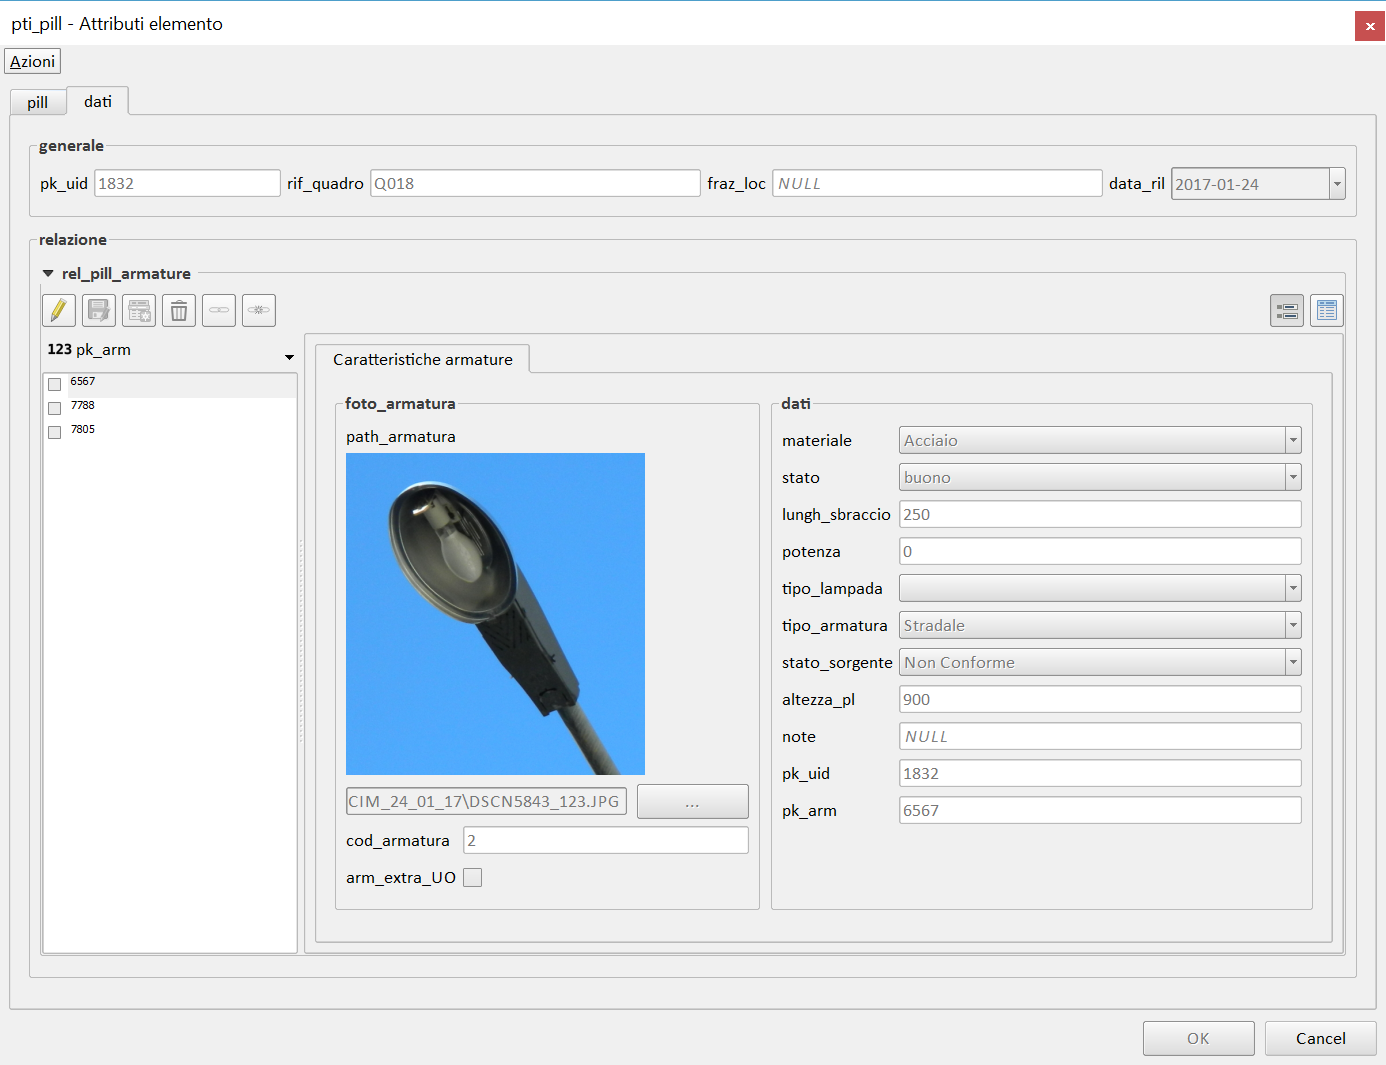 pti_pill - Attributi elemento
Azioni
pill dati
generale
pk_uid 1832 rif_quadro Q018 fraz_loc NULL data_ril 2017-01-24
relazione
rel_pill_armature
123 pk_arm
6567
7788
7805
Caratteristiche armature
foto_armatura
path_armatura
CIM_24_01_17\DSCN5843_123.JPG ...
cod_armatura 2
arm_extra_UO
dati
materiale Acciaio
stato buono
lungh_sbraccio 250
potenza 0
tipo_lampada
tipo_armatura Stradale
stato_sorgente Non Conforme
altezza_pl 900
note NULL
pk_uid 1832
pk_arm 6567
OK Cancel